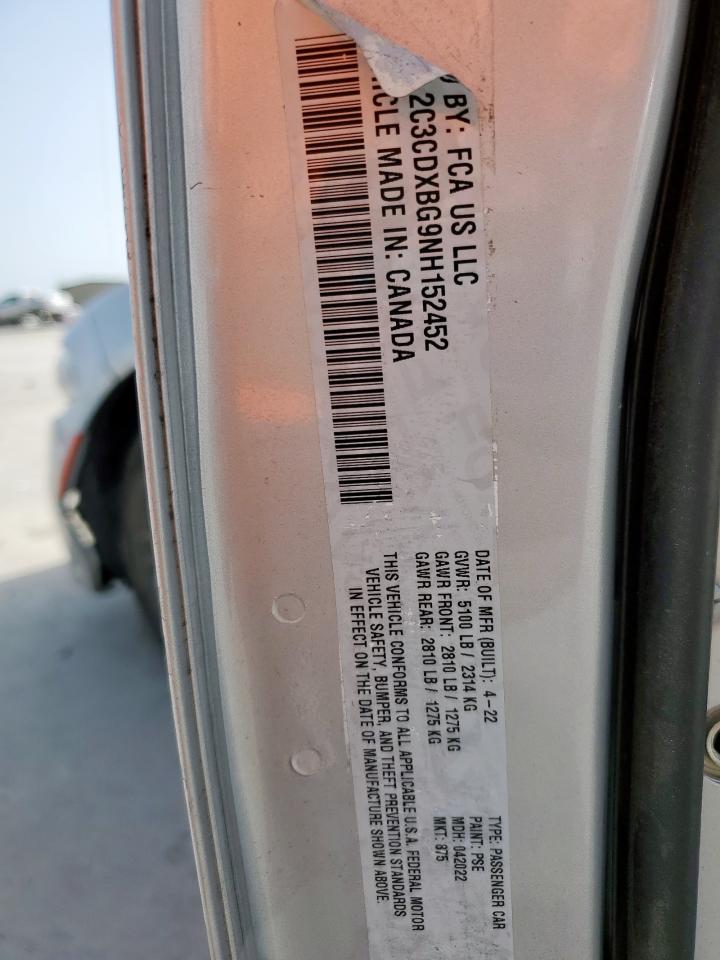 BY: FCA US LLC
DATE OF MFR (BUILT): 4-22
GVWR: 5100 LB / 2314 KG
GAWR FRONT: 2810 LB / 1275 KG
GAWR REAR: 2810 LB / 1275 KG
THIS VEHICLE CONFORMS TO ALL APPLICABLE U.S.A. FEDERAL MOTOR
VEHICLE SAFETY, BUMPER, AND THEFT PREVENTION STANDARDS
IN EFFECT ON THE DATE OF MANUFACTURE SHOWN ABOVE.
2C3CDXBG9NH152452
ICLE MADE IN: CANADA
TYPE: PASSENGER CAR
PAINT: PSE
MDH: 042022
MKT: 875